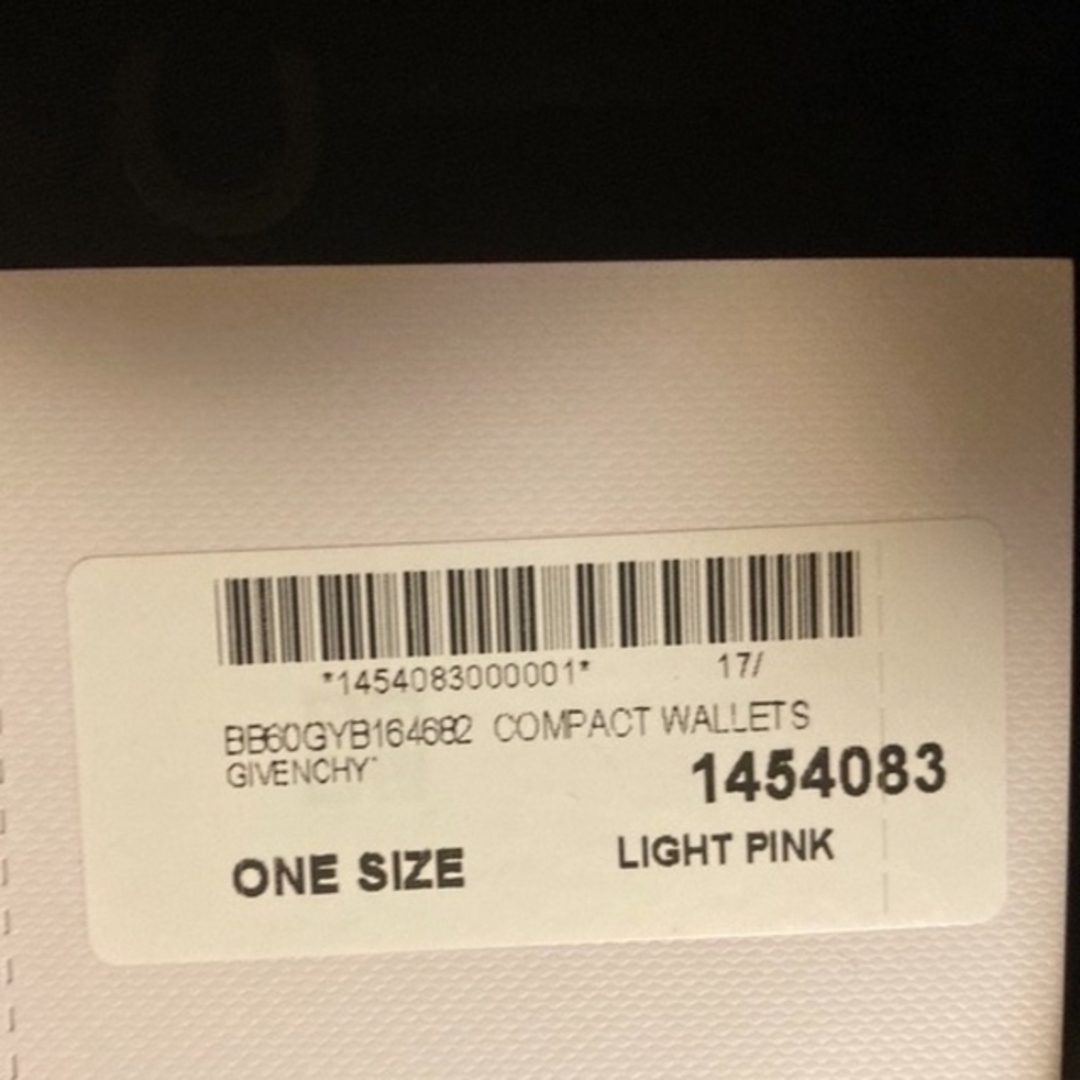 *1454083000001* 17/
BB60GYB164682 COMPACT WALLETS
GIVENCHY*
1454083
ONE SIZE LIGHT PINK